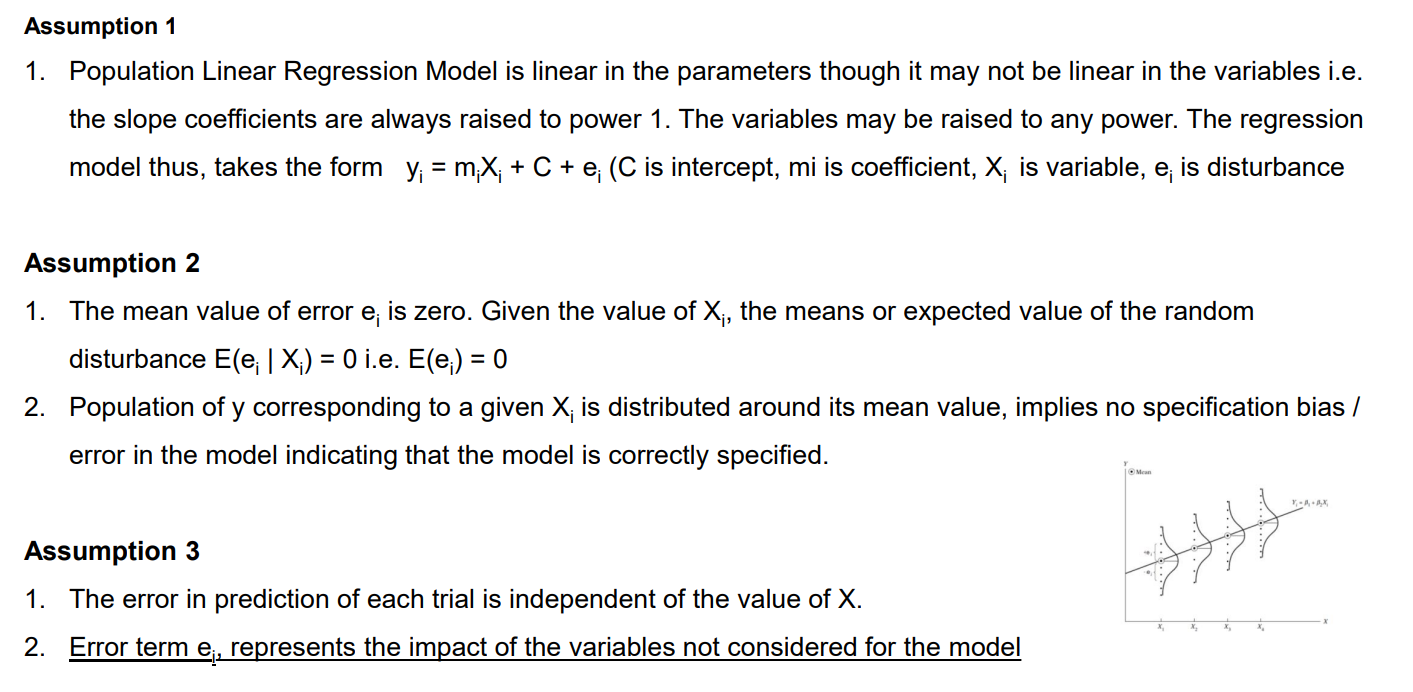 Assumption 1
1. Population Linear Regression Model is linear in the parameters though it may not be linear in the variables i.e.
the slope coefficients are always raised to power 1. The variables may be raised to any power. The regression
model thus, takes the form yᵢ = mᵢXᵢ + C + eᵢ (C is intercept, mi is coefficient, Xᵢ is variable, eᵢ is disturbance
Assumption 2
1. The mean value of error eᵢ is zero. Given the value of Xᵢ, the means or expected value of the random
disturbance E(eᵢ | Xᵢ) = 0 i.e. E(eᵢ) = 0
2. Population of y corresponding to a given Xᵢ is distributed around its mean value, implies no specification bias /
error in the model indicating that the model is correctly specified.
Y
Mean
Yᵢ = β₁ + β₂Xᵢ
X₁ X₂ X₃ X₄ X
Assumption 3
1. The error in prediction of each trial is independent of the value of X.
2. Error term eᵢ, represents the impact of the variables not considered for the model